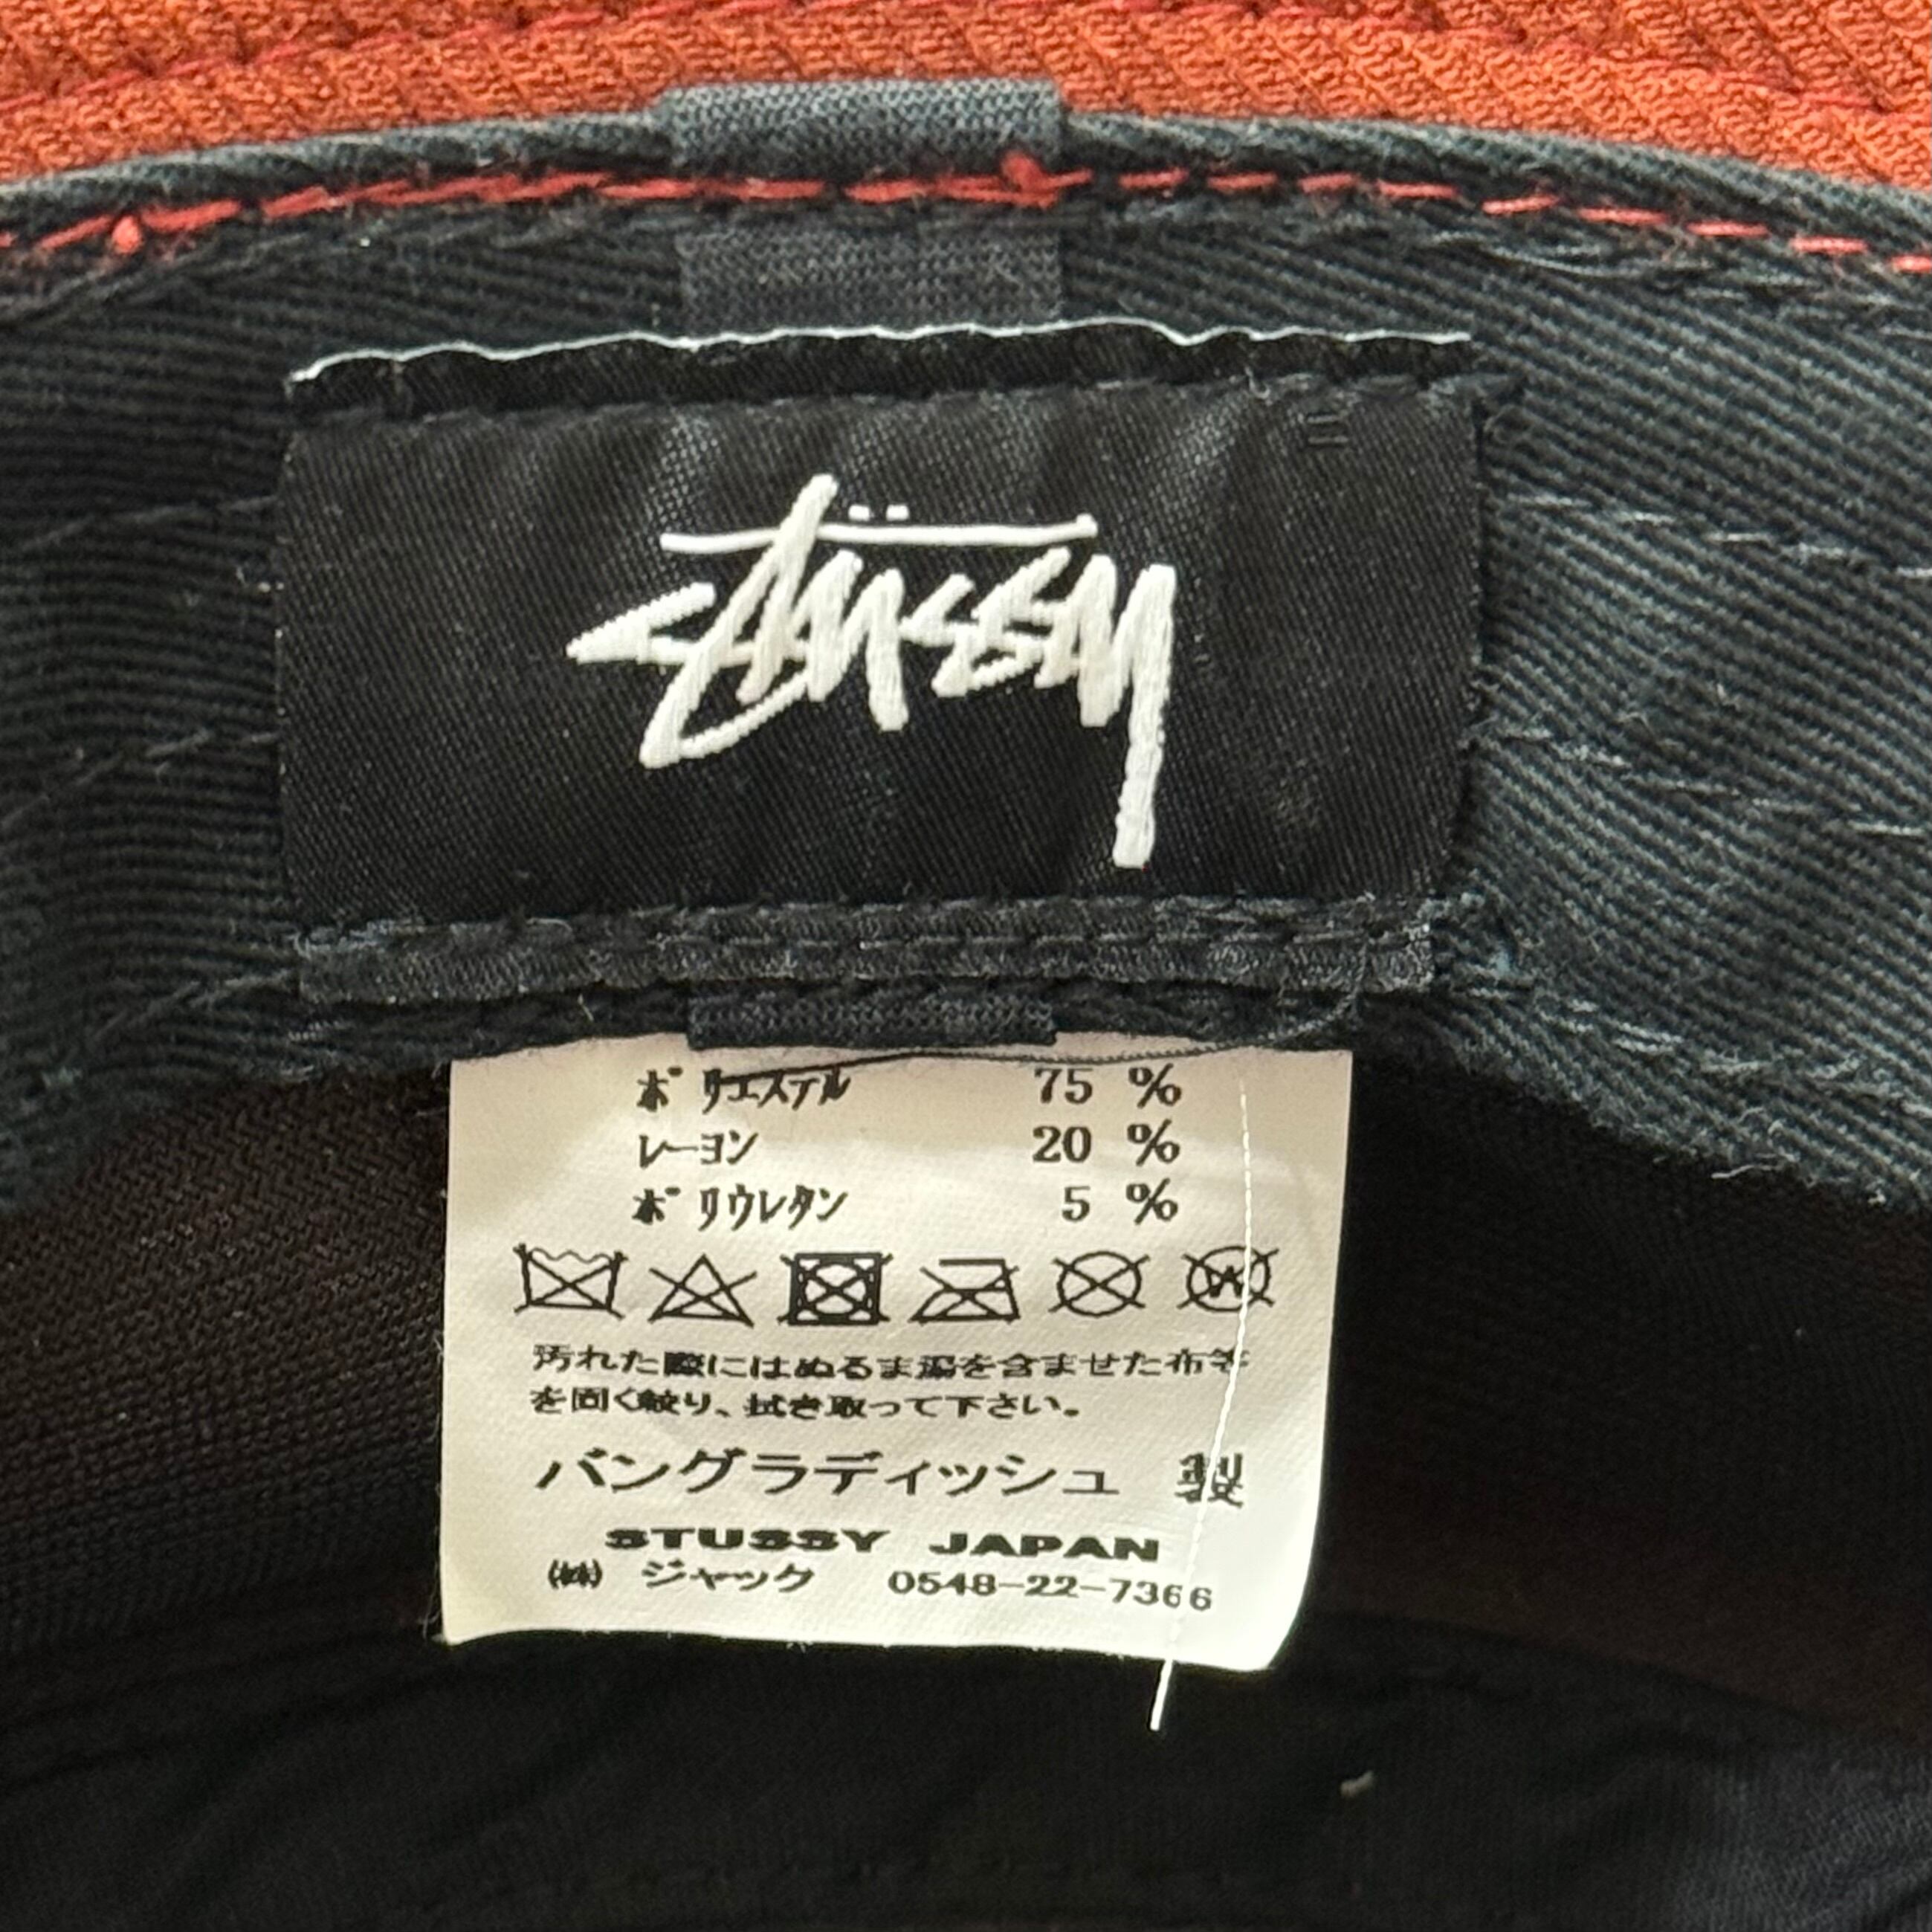 Stüssy
ポリエステル 75 %
レーヨン 20 %
ポリウレタン 5 %
W
汚れた際にはぬるま湯を含ませた布等
を固く絞り、拭き取って下さい。
バングラディッシュ 製
STUSSY JAPAN
(株) ジャック 0548-22-7366